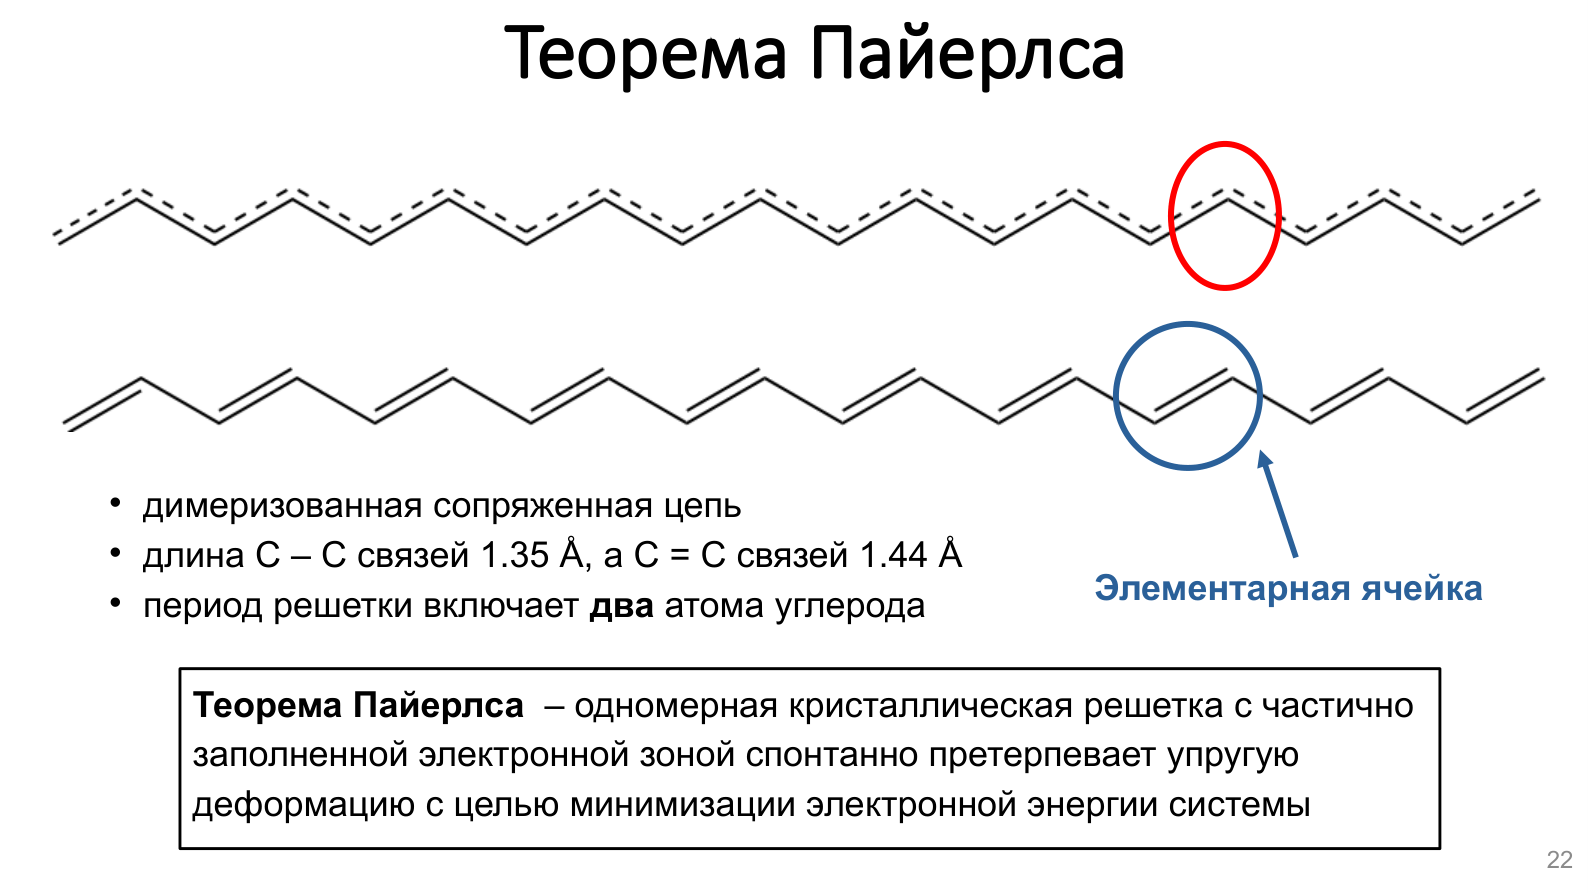 Теорема Пайерлса
• димеризованная сопряженная цепь
• длина С – С связей 1.35 Å, а С = С связей 1.44 Å
• период решетки включает два атома углерода
Элементарная ячейка
Теорема Пайерлса – одномерная кристаллическая решетка с частично
заполненной электронной зоной спонтанно претерпевает упругую
деформацию с целью минимизации электронной энергии системы
22